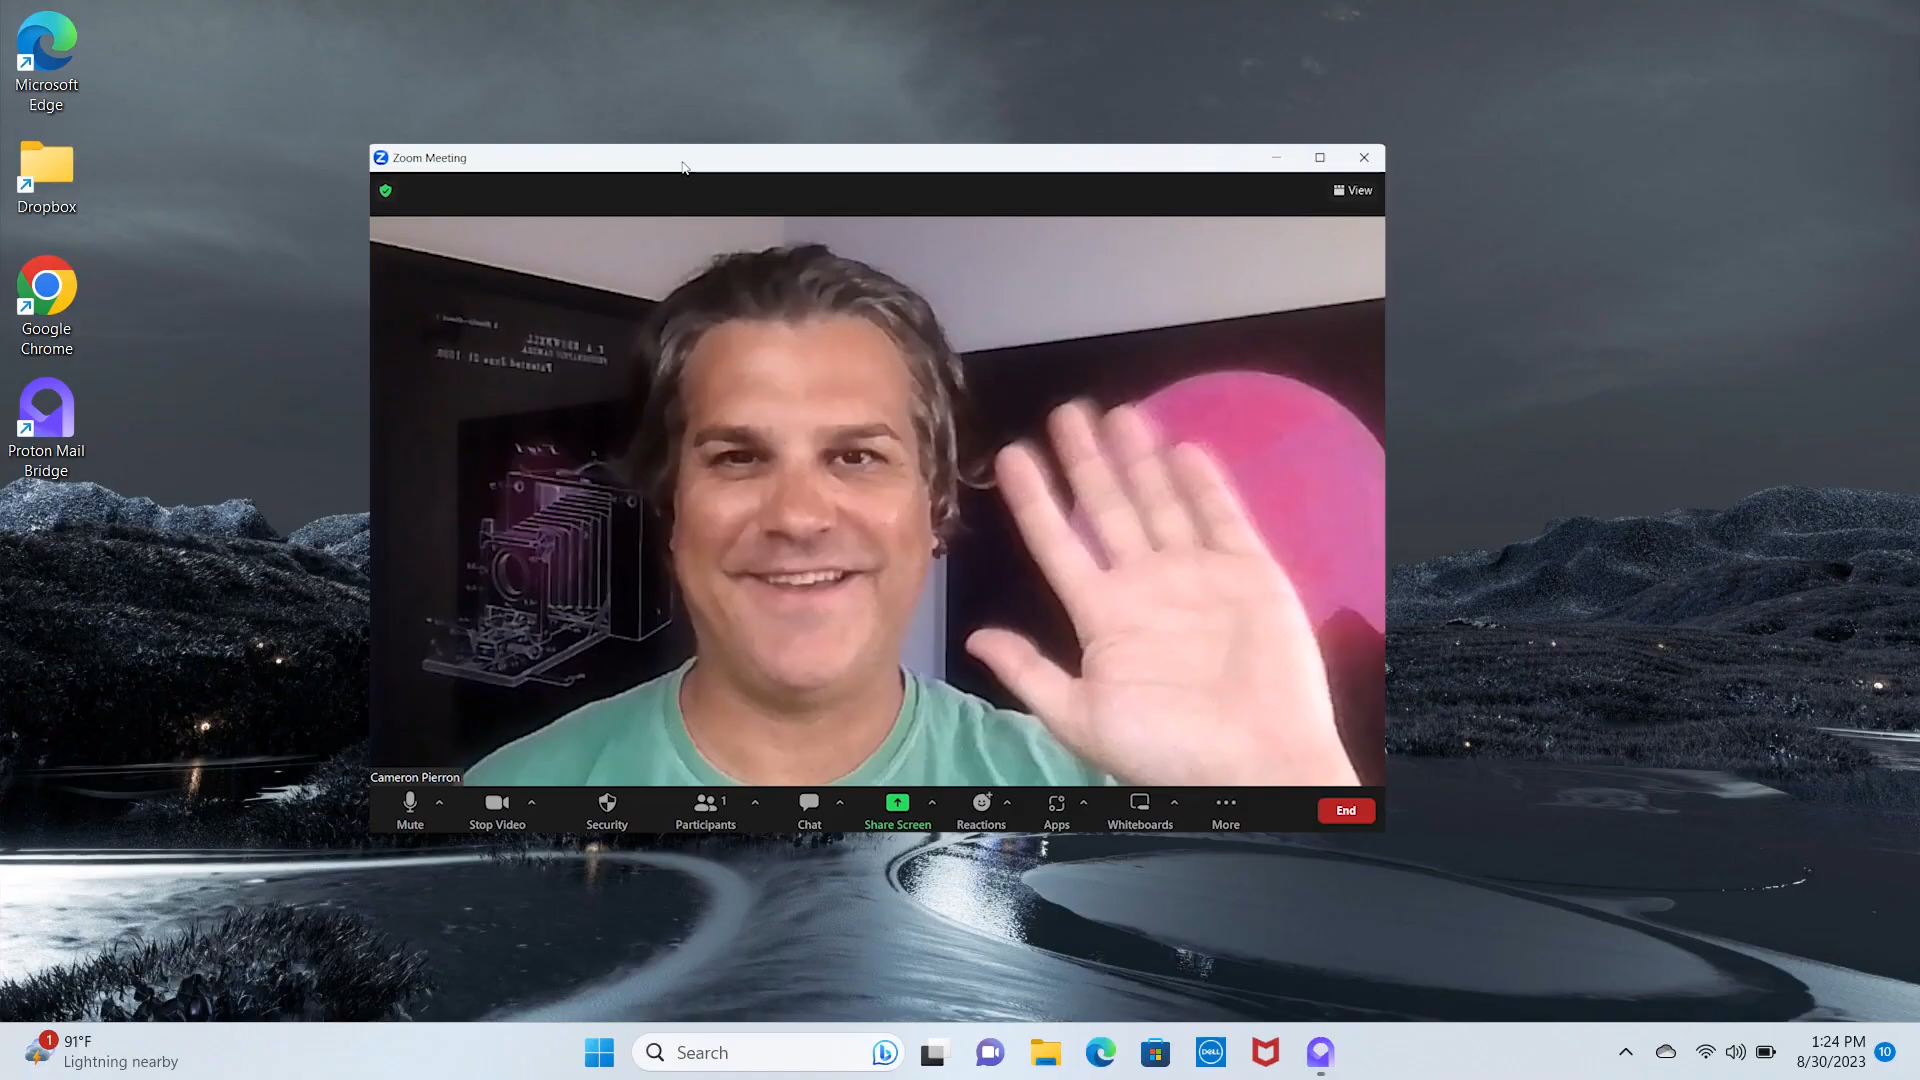 Microsoft
Edge
Dropbox
Google
Chrome
Proton Mail
Bridge
Zoom Meeting
View
Cameron Pierron
Mute
Stop Video
Security
1
Participants
Chat
Share Screen
Reactions
Apps
Whiteboards
More
End
1
91°F
Lightning nearby
Search
DELL
1:24 PM
8/30/2023
10